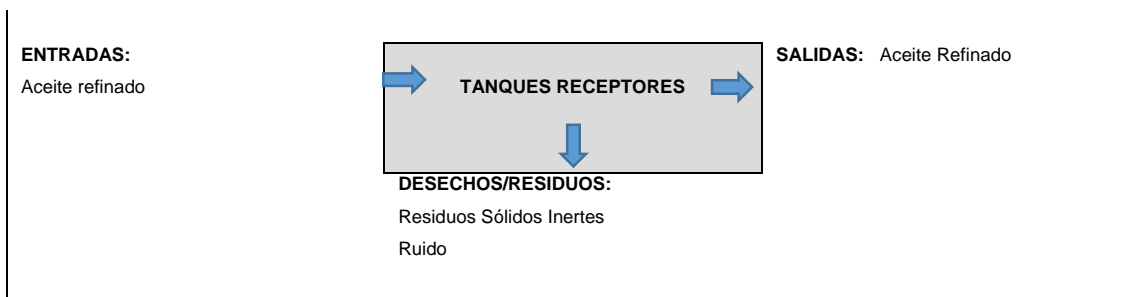 ENTRADAS:
Aceite refinado
TANQUES RECEPTORES
SALIDAS: Aceite Refinado
DESECHOS/RESIDUOS:
Residuos Sólidos Inertes
Ruido